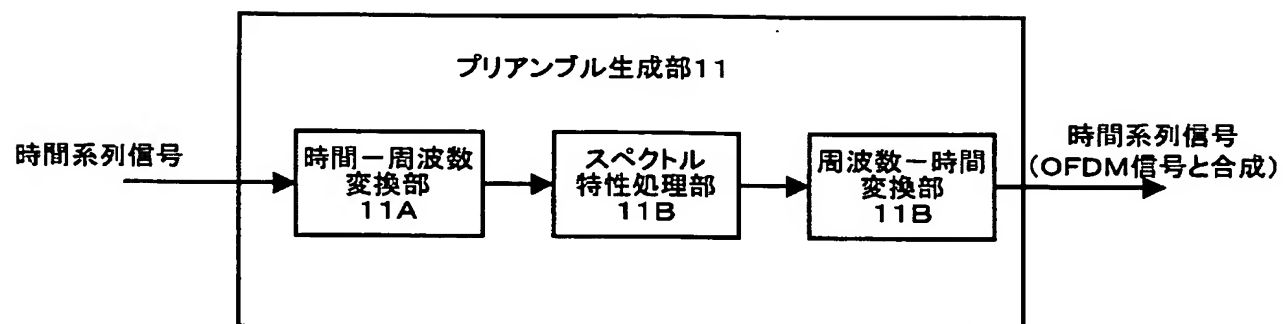 プリアンブル生成部11
時間系列信号
時間－周波数
変換部
11A
スペクトル
特性処理部
11B
周波数－時間
変換部
11B
時間系列信号
(OFDM信号と合成)